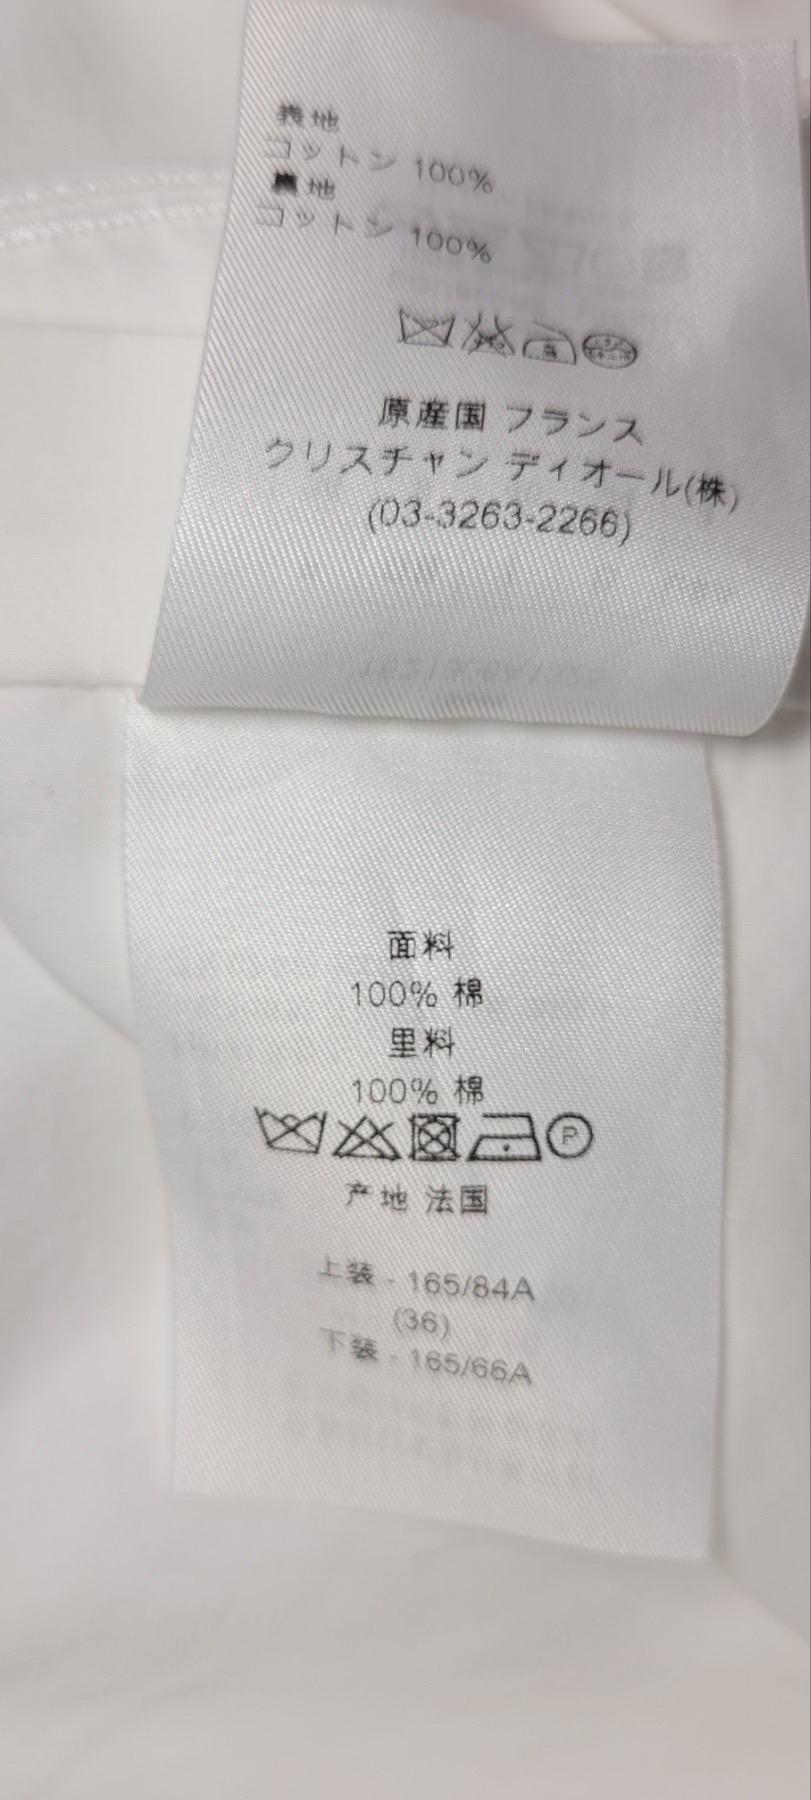 表地
コットン 100%
裏地
コットン 100%
高
原産国 フランス
クリスチャン ディオール(株)
(03-3263-2266)
面料
100% 棉
里料
100% 棉
P
产地 法国
上装 - 165/84A
(36)
下装 - 165/66A